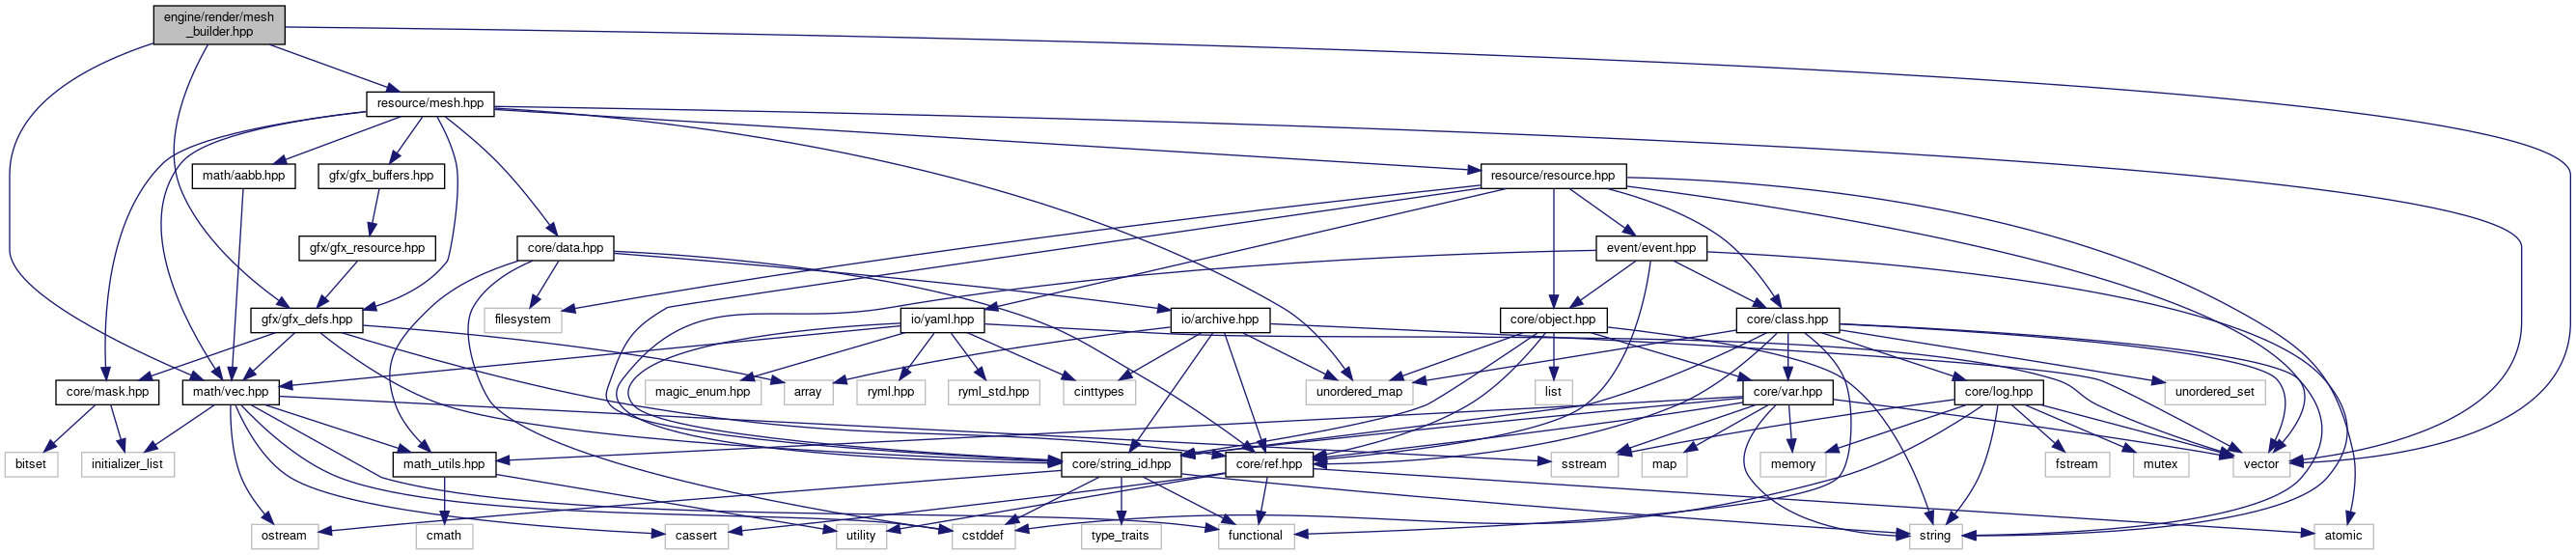 engine/render/mesh
_builder.hpp
resource/mesh.hpp
math/aabb.hpp
gfx/gfx_buffers.hpp
resource/resource.hpp
gfx/gfx_resource.hpp
core/data.hpp
event/event.hpp
gfx/gfx_defs.hpp
filesystem
io/yaml.hpp
io/archive.hpp
core/object.hpp
core/class.hpp
core/mask.hpp
math/vec.hpp
magic_enum.hpp
array
ryml.hpp
ryml_std.hpp
cinttypes
unordered_map
list
core/var.hpp
core/log.hpp
unordered_set
bitset
initializer_list
math_utils.hpp
core/string_id.hpp
core/ref.hpp
sstream
map
memory
fstream
mutex
vector
ostream
cmath
cassert
utility
cstddef
type_traits
functional
string
atomic